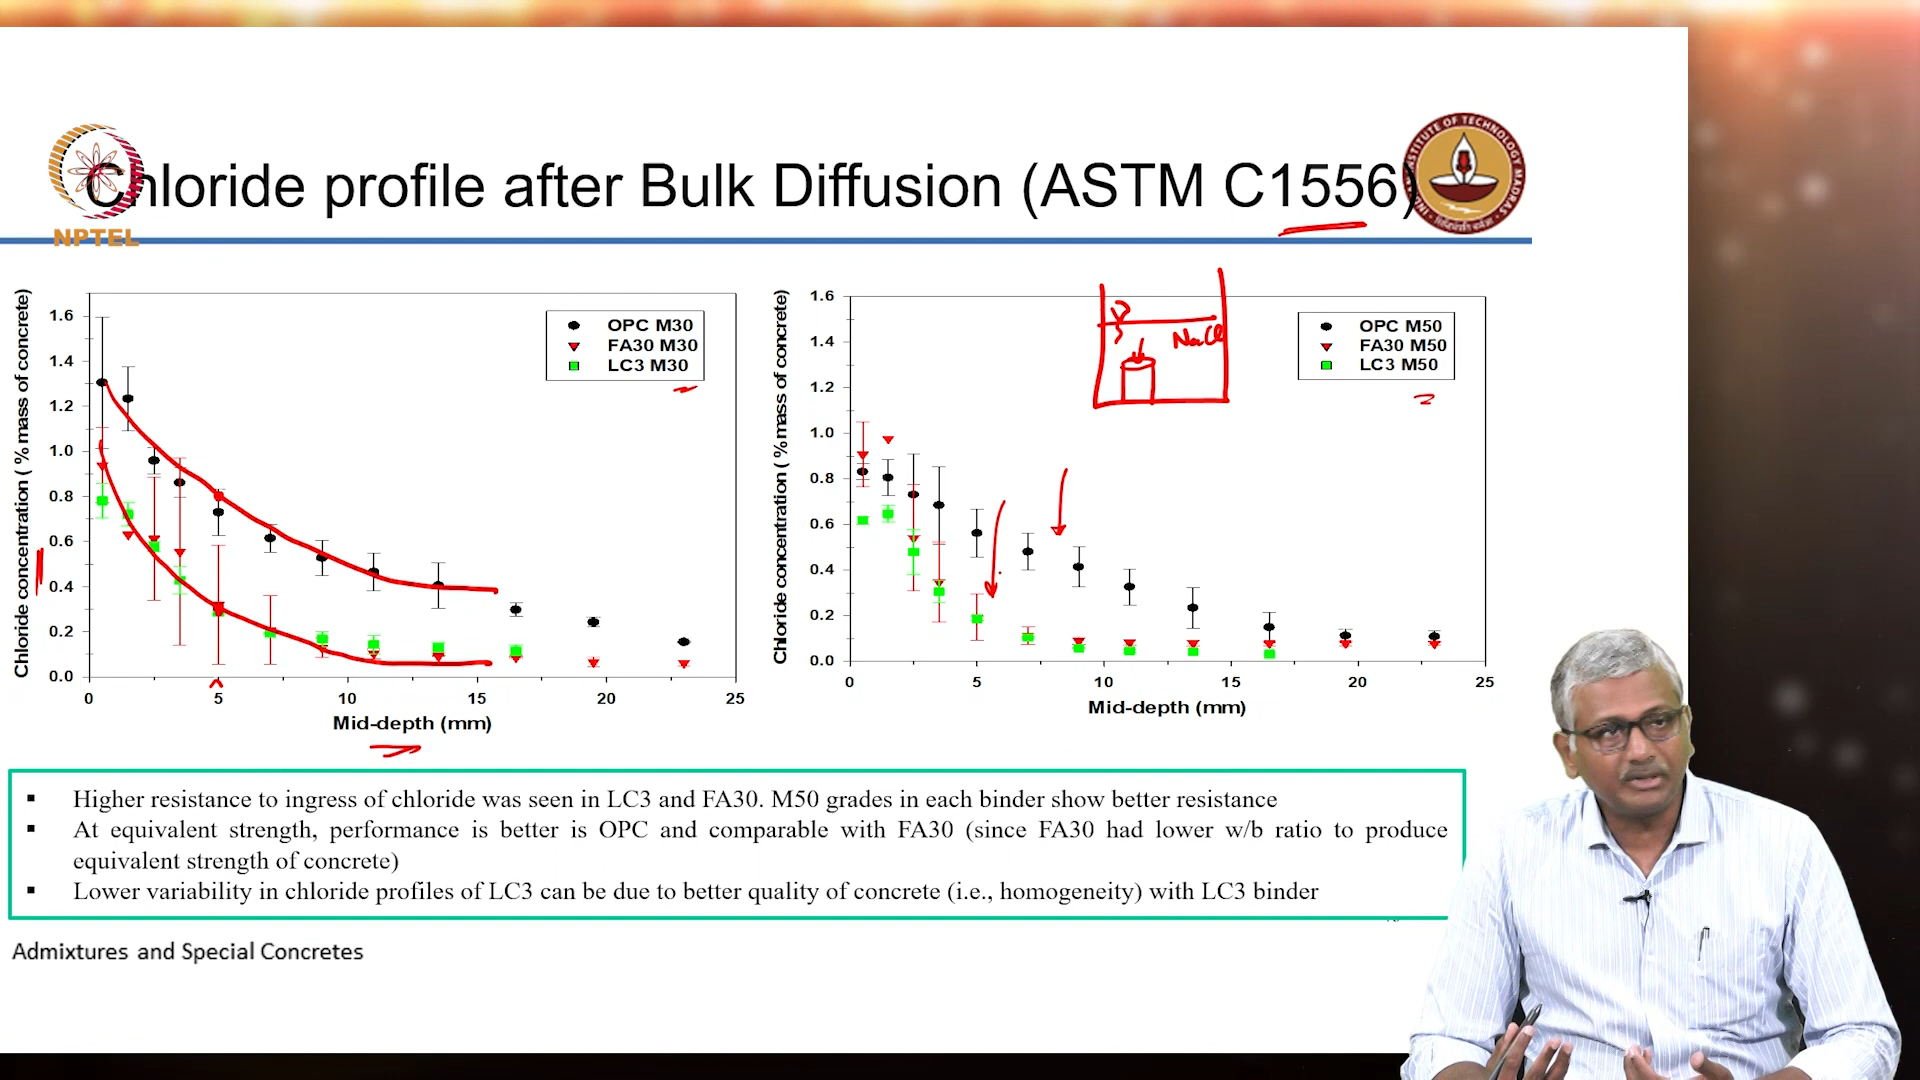 Chloride profile after Bulk Diffusion (ASTM C1556)
NPTEL
Chloride concentration ( % mass of concrete)
1.6
1.4
1.2
1.0
0.8
0.6
0.4
0.2
0.0
OPC M30
FA30 M30
LC3 M30
0 5 10 15 20 25
Mid-depth (mm)
Chloride concentration ( % mass of concrete)
1.6
1.4
1.2
1.0
0.8
0.6
0.4
0.2
0.0
NaCl
OPC M50
FA30 M50
LC3 M50
0 5 10 15 20 25
Mid-depth (mm)
Higher resistance to ingress of chloride was seen in LC3 and FA30. M50 grades in each binder show better resistance
At equivalent strength, performance is better is OPC and comparable with FA30 (since FA30 had lower w/b ratio to produce
equivalent strength of concrete)
Lower variability in chloride profiles of LC3 can be due to better quality of concrete (i.e., homogeneity) with LC3 binder
Admixtures and Special Concretes